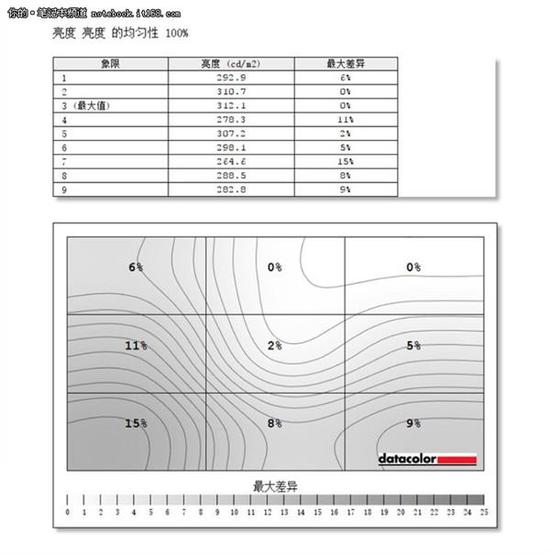 你的·笔记本频道 notebook.it168.com
亮度 亮度 的均匀性 100%
象限 亮度 (cd/m2) 最大差异
1 292.9 6%
2 310.7 0%
3 (最大值) 312.1 0%
4 278.3 11%
5 307.2 2%
6 298.1 5%
7 264.6 15%
8 288.5 8%
9 282.8 9%
6% 0% 0%
11% 2% 5%
15% 8% 9%
datacolor
最大差异
0 1 2 3 4 5 6 7 8 9 10 11 12 13 14 15 16 17 18 19 20 21 22 23 24 25